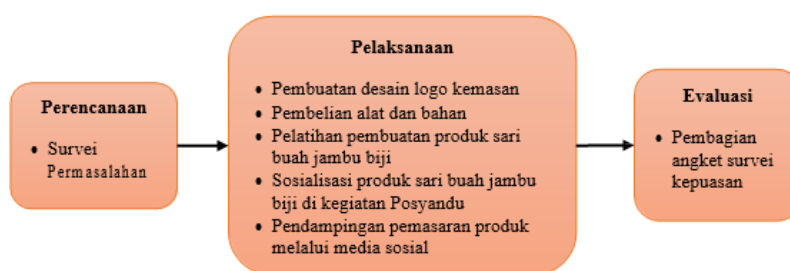 Perencanaan
• Survei
Permasalahan
Pelaksanaan
• Pembuatan desain logo kemasan
• Pembelian alat dan bahan
• Pelatihan pembuatan produk sari
buah jambu biji
• Sosialisasi produk sari buah jambu
biji di kegiatan Posyandu
• Pendampingan pemasaran produk
melalui media sosial
Evaluasi
• Pembagian
angket survei
kepuasan